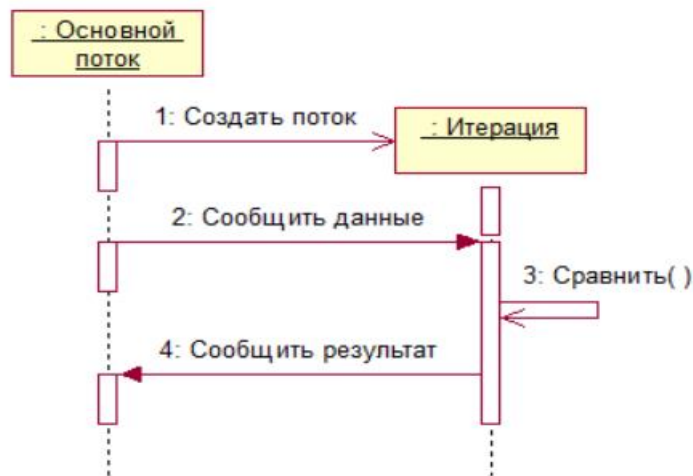 : Основной
поток
1: Создать поток
: Итерация
2: Сообщить данные
3: Сравнить( )
4: Сообщить результат